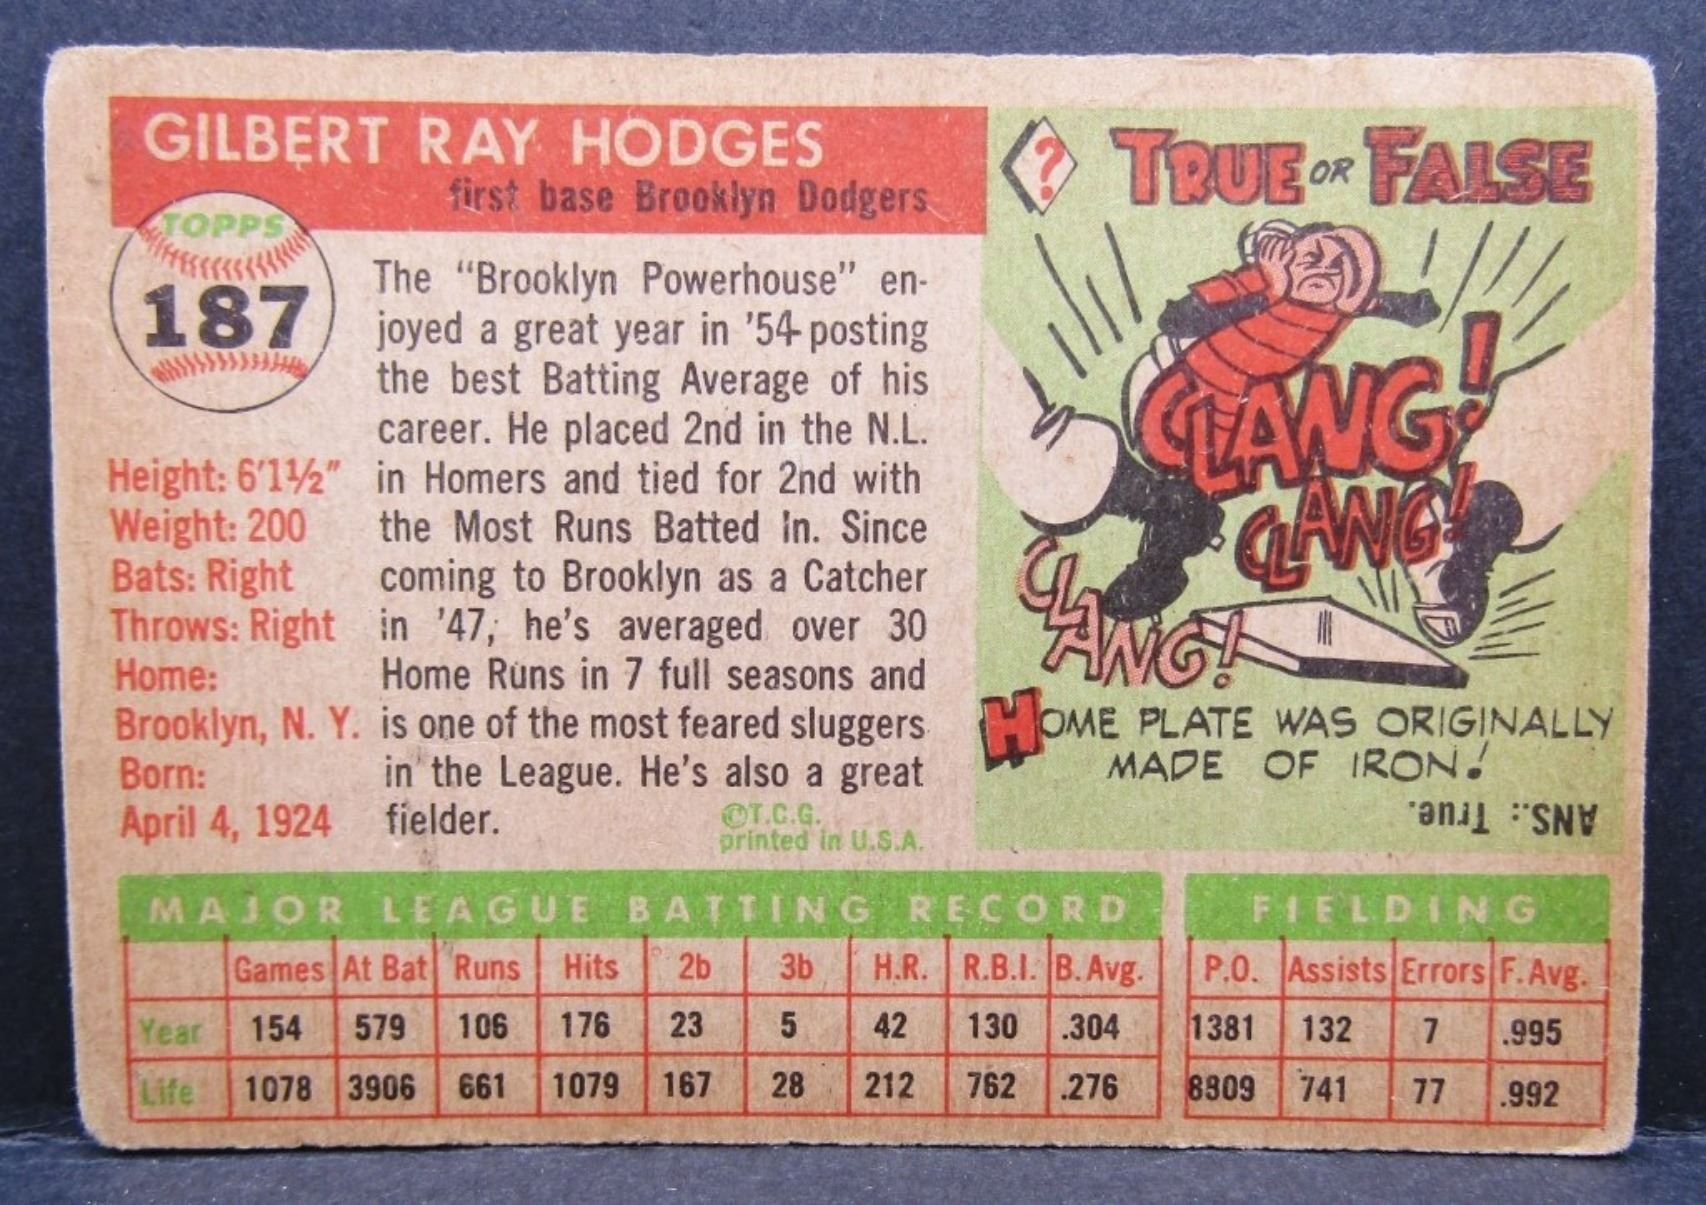 GILBERT RAY HODGES
first base Brooklyn Dodgers
TOPPS
187
The "Brooklyn Powerhouse" en-
joyed a great year in '54 posting
the best Batting Average of his
career. He placed 2nd in the N.L.
in Homers and tied for 2nd with
the Most Runs Batted In. Since
coming to Brooklyn as a Catcher
in '47, he's averaged over 30
Home Runs in 7 full seasons and
is one of the most feared sluggers
in the League. He's also a great
fielder.
©T.C.G.
printed in U.S.A.
Height: 6'1½"
Weight: 200
Bats: Right
Throws: Right
Home:
Brooklyn, N. Y.
Born:
April 4, 1924
? TRUE OR FALSE
CLANG!
CLANG!
CLANG!
HOME PLATE WAS ORIGINALLY
MADE OF IRON!
ANS.: True.
MAJOR LEAGUE BATTING RECORD
Games At Bat Runs Hits 2b 3b H.R. R.B.I. B. Avg.
Year 154 579 106 176 23 5 42 130 .304
Life 1078 3906 661 1079 167 28 212 762 .276
FIELDING
P.O. Assists Errors F. Avg.
1381 132 7 .995
8809 741 77 .992